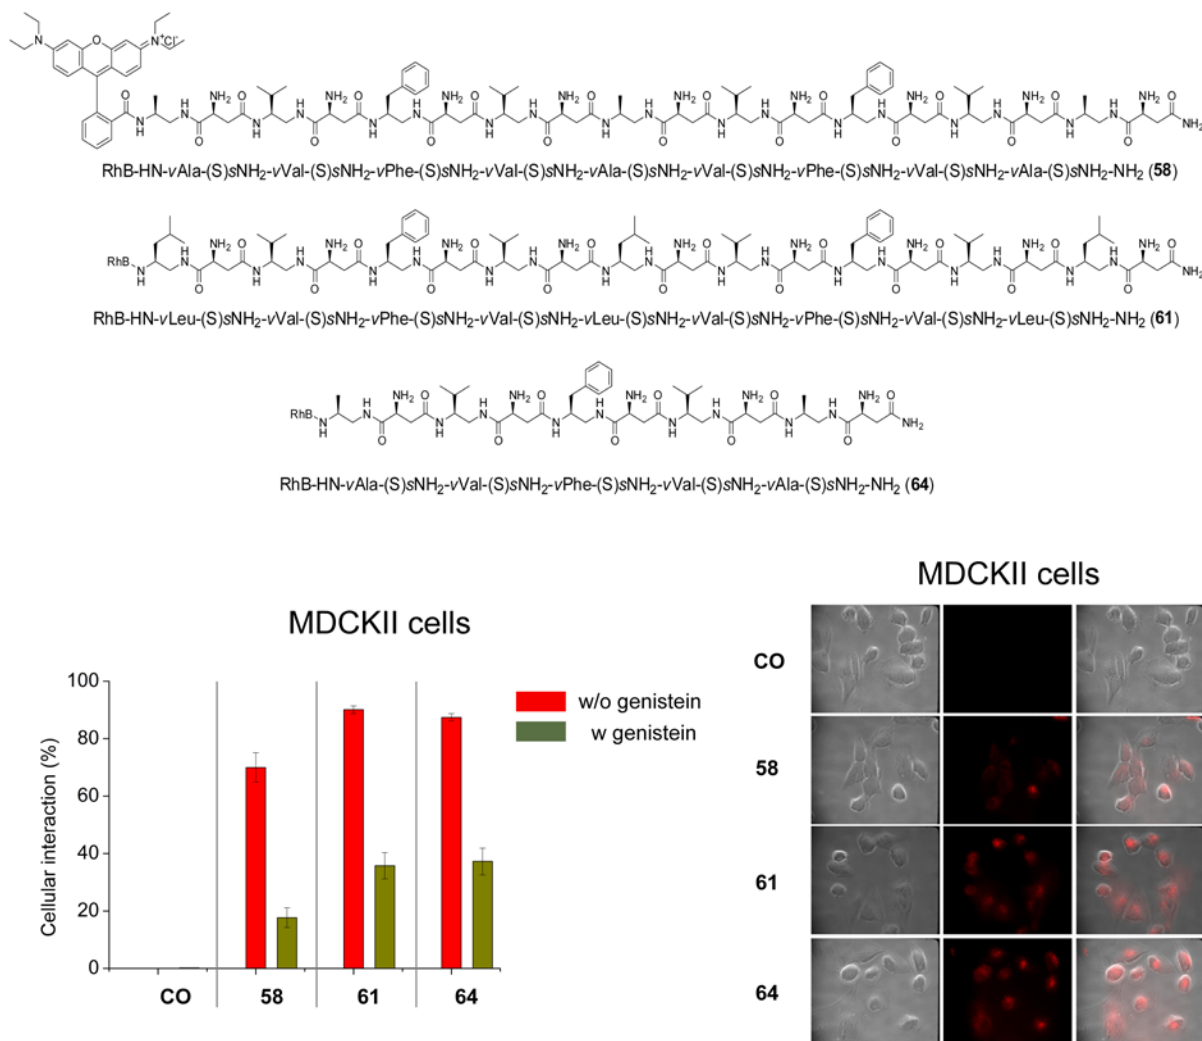 RhB-HN-vAla-(S)sNH₂-vVal-(S)sNH₂-vPhe-(S)sNH₂-vVal-(S)sNH₂-vAla-(S)sNH₂-vVal-(S)sNH₂-vPhe-(S)sNH₂-vVal-(S)sNH₂-vAla-(S)sNH₂-NH₂ (58)
RhB-HN-vLeu-(S)sNH₂-vVal-(S)sNH₂-vPhe-(S)sNH₂-vVal-(S)sNH₂-vLeu-(S)sNH₂-vVal-(S)sNH₂-vPhe-(S)sNH₂-vVal-(S)sNH₂-vLeu-(S)sNH₂-NH₂ (61)
RhB-HN-vAla-(S)sNH₂-vVal-(S)sNH₂-vPhe-(S)sNH₂-vVal-(S)sNH₂-vAla-(S)sNH₂-NH₂ (64)
MDCKII cells
Cellular interaction (%)
100
80
60
40
20
0
CO 58 61 64
w/o genistein
w genistein
MDCKII cells
CO
58
61
64